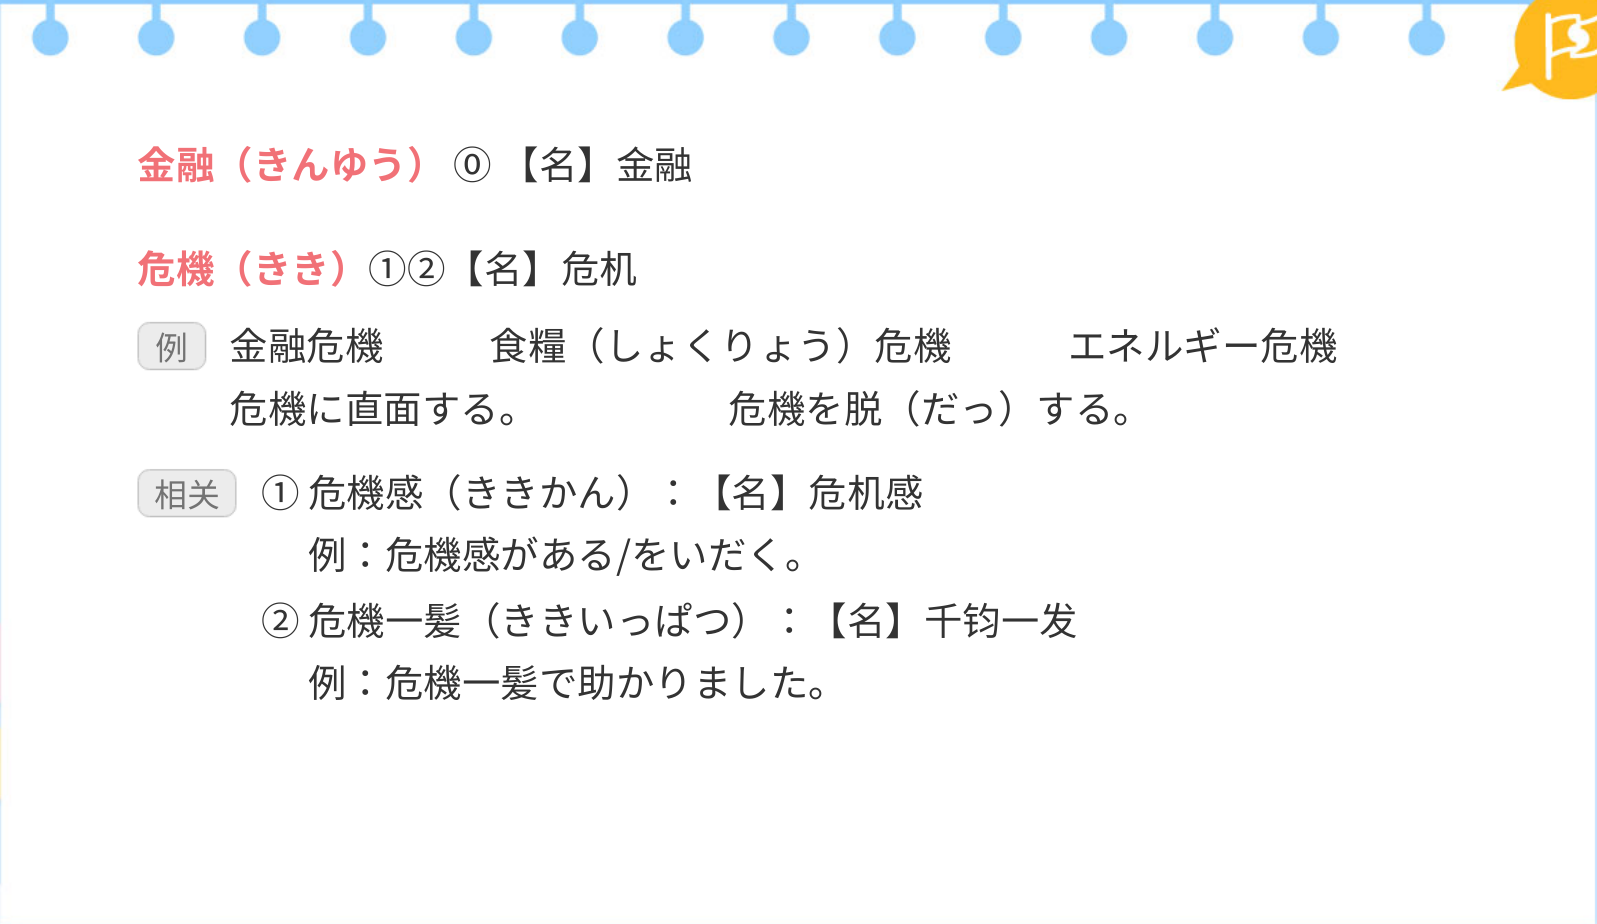 金融（きんゆう） ⓪ 【名】金融
危機（きき）①②【名】危机
例 金融危機 食糧（しょくりょう）危機 エネルギー危機
危機に直面する。 危機を脱（だっ）する。
相关 ① 危機感（ききかん）：【名】危机感
例：危機感がある/をいだく。
② 危機一髪（ききいっぱつ）：【名】千钧一发
例：危機一髪で助かりました。